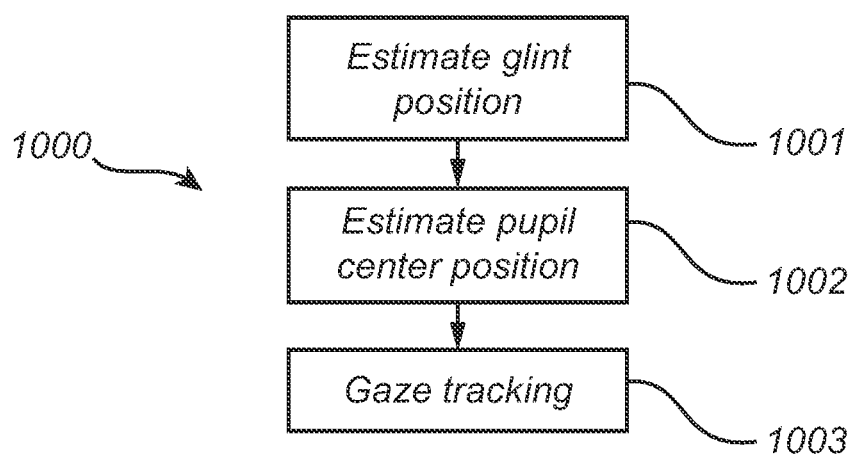 Estimate glint
position
1000
1001
Estimate pupil
center position
1002
Gaze tracking
1003